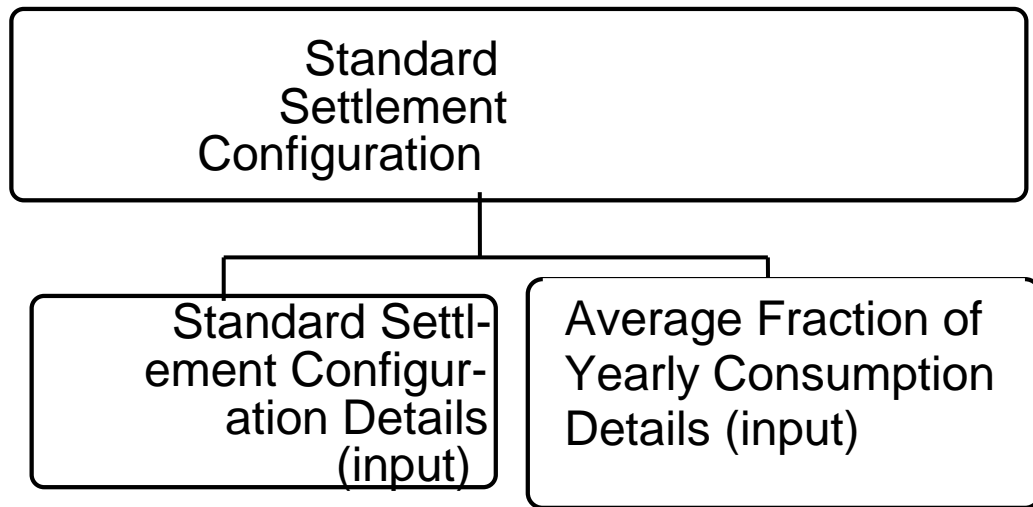 Standard
Settlement
Configuration
Standard Settl-
ement Configur-
ation Details
(input)
Average Fraction of
Yearly Consumption
Details (input)